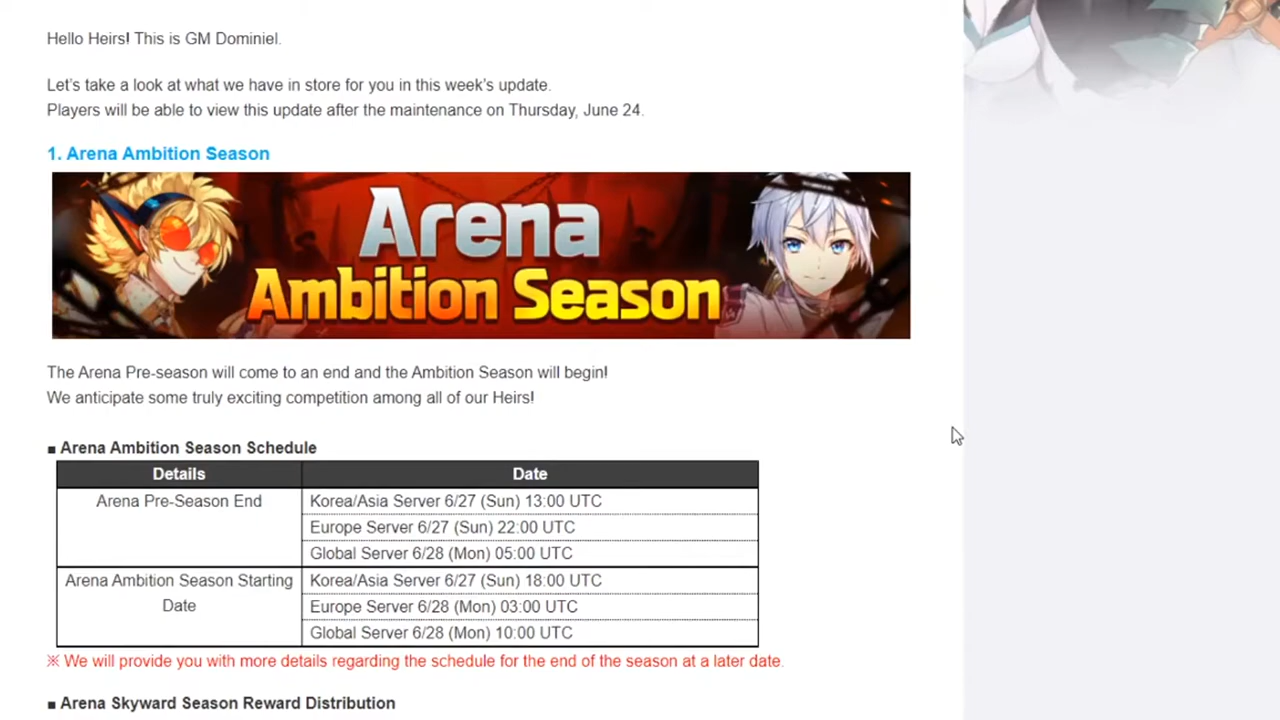 Hello Heirs! This is GM Dominiel.
Let's take a look at what we have in store for you in this week's update.
Players will be able to view this update after the maintenance on Thursday, June 24.
1. Arena Ambition Season
Arena
Ambition Season
The Arena Pre-season will come to an end and the Ambition Season will begin!
We anticipate some truly exciting competition among all of our Heirs!
■ Arena Ambition Season Schedule
Details Date
Arena Pre-Season End Korea/Asia Server 6/27 (Sun) 13:00 UTC
Europe Server 6/27 (Sun) 22:00 UTC
Global Server 6/28 (Mon) 05:00 UTC
Arena Ambition Season Starting Korea/Asia Server 6/27 (Sun) 18:00 UTC
Date Europe Server 6/28 (Mon) 03:00 UTC
Global Server 6/28 (Mon) 10:00 UTC
※ We will provide you with more details regarding the schedule for the end of the season at a later date.
■ Arena Skyward Season Reward Distribution